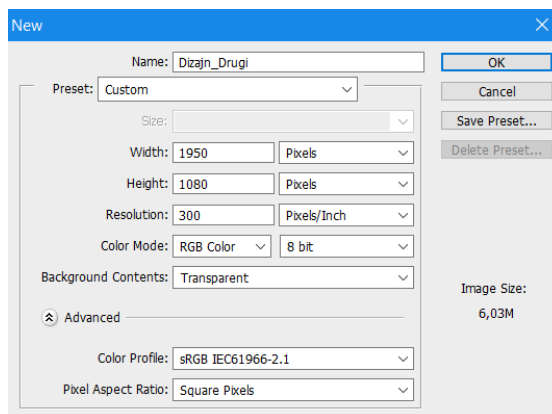 New
Name: Dizajn_Drugi
OK
Preset: Custom
Cancel
Size:
Save Preset...
Width: 1950 Pixels
Delete Preset...
Height: 1080 Pixels
Resolution: 300 Pixels/Inch
Color Mode: RGB Color 8 bit
Background Contents: Transparent
Image Size:
6,03M
Advanced
Color Profile: sRGB IEC61966-2.1
Pixel Aspect Ratio: Square Pixels